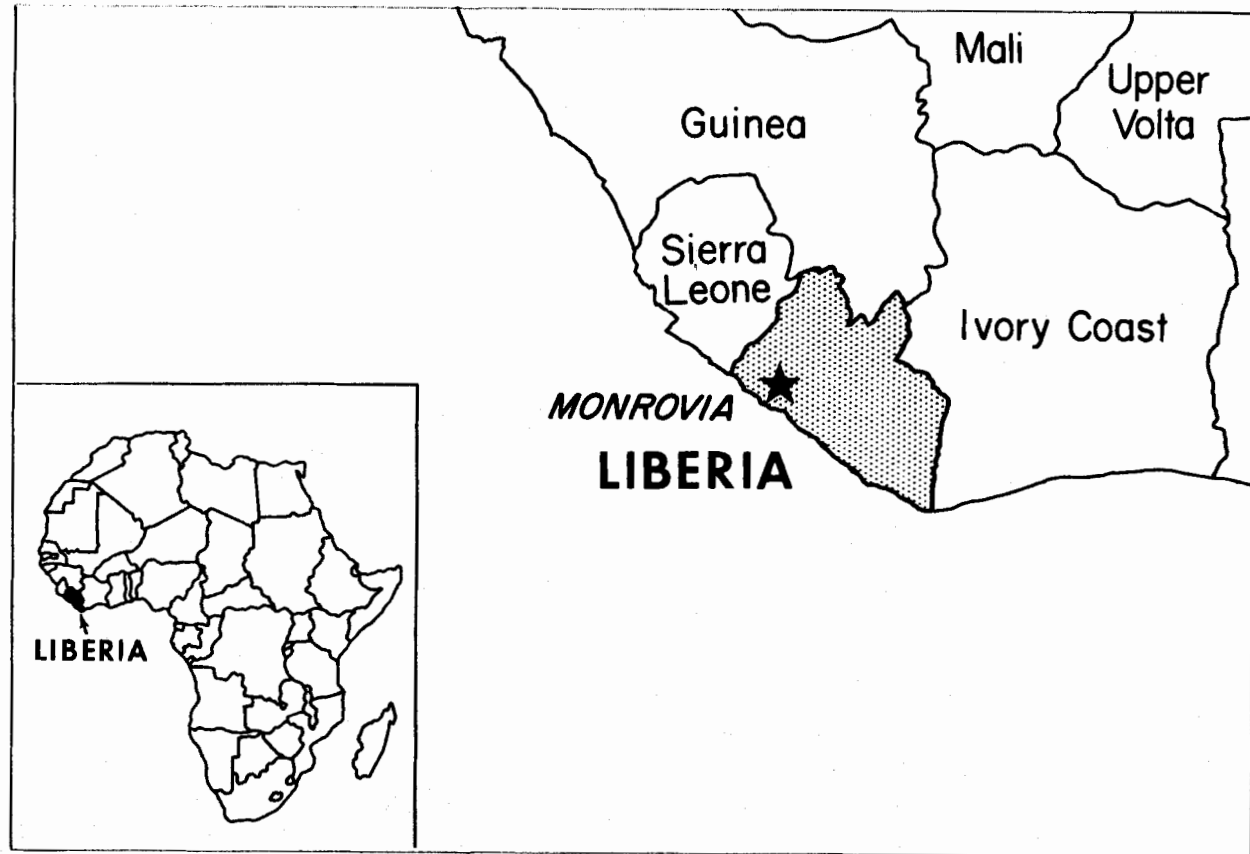 Mali
Upper
Volta
Guinea
Sierra
Leone
Ivory Coast
MONROVIA
LIBERIA
LIBERIA